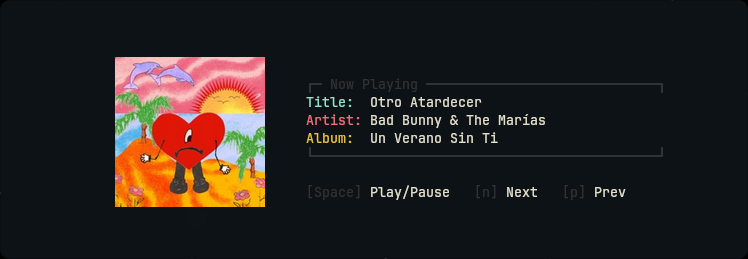 Now Playing
Title: Otro Atardecer
Artist: Bad Bunny & The Marías
Album: Un Verano Sin Ti
[Space] Play/Pause [n] Next [p] Prev